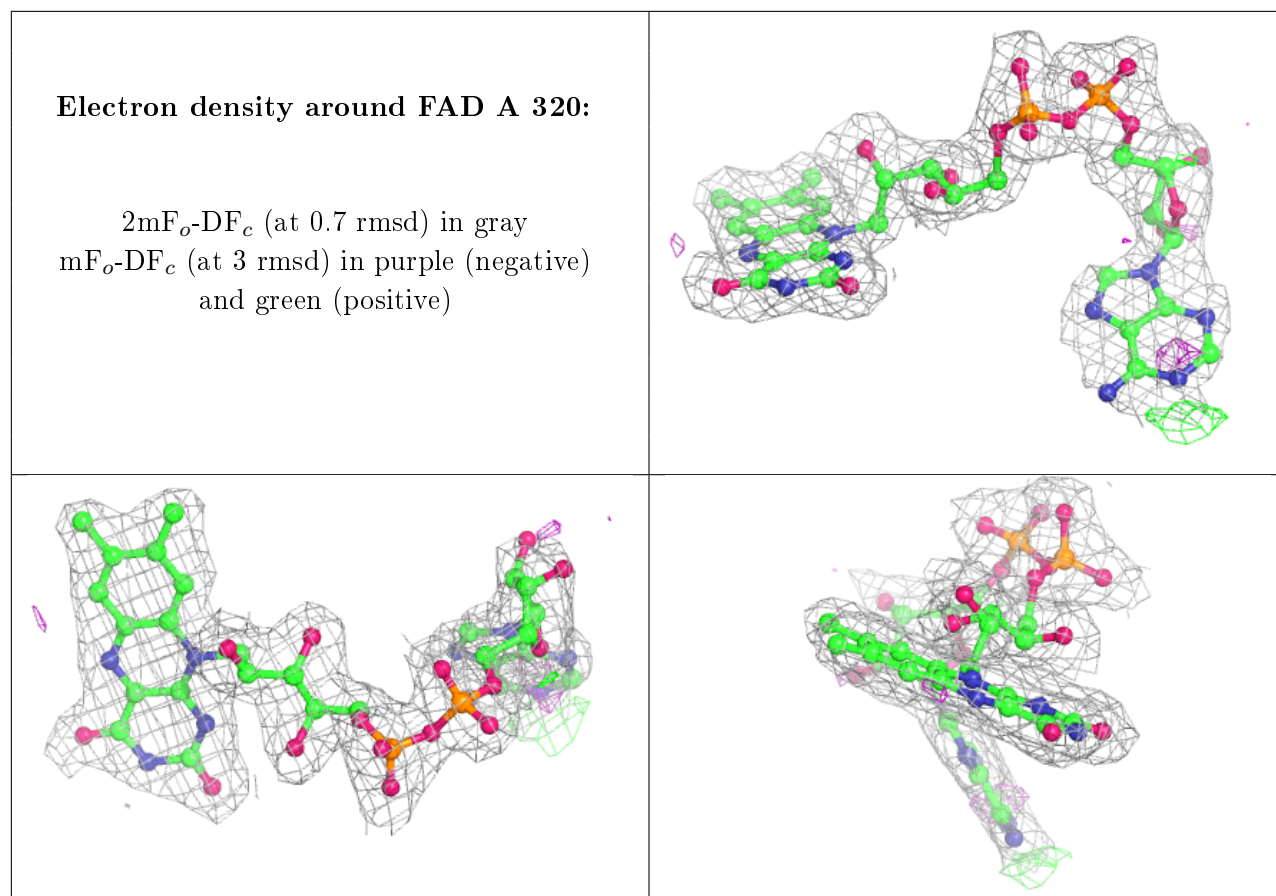 Electron density around FAD A 320:
2mFₒ-DF𝒸 (at 0.7 rmsd) in gray
mFₒ-DF𝒸 (at 3 rmsd) in purple (negative)
and green (positive)